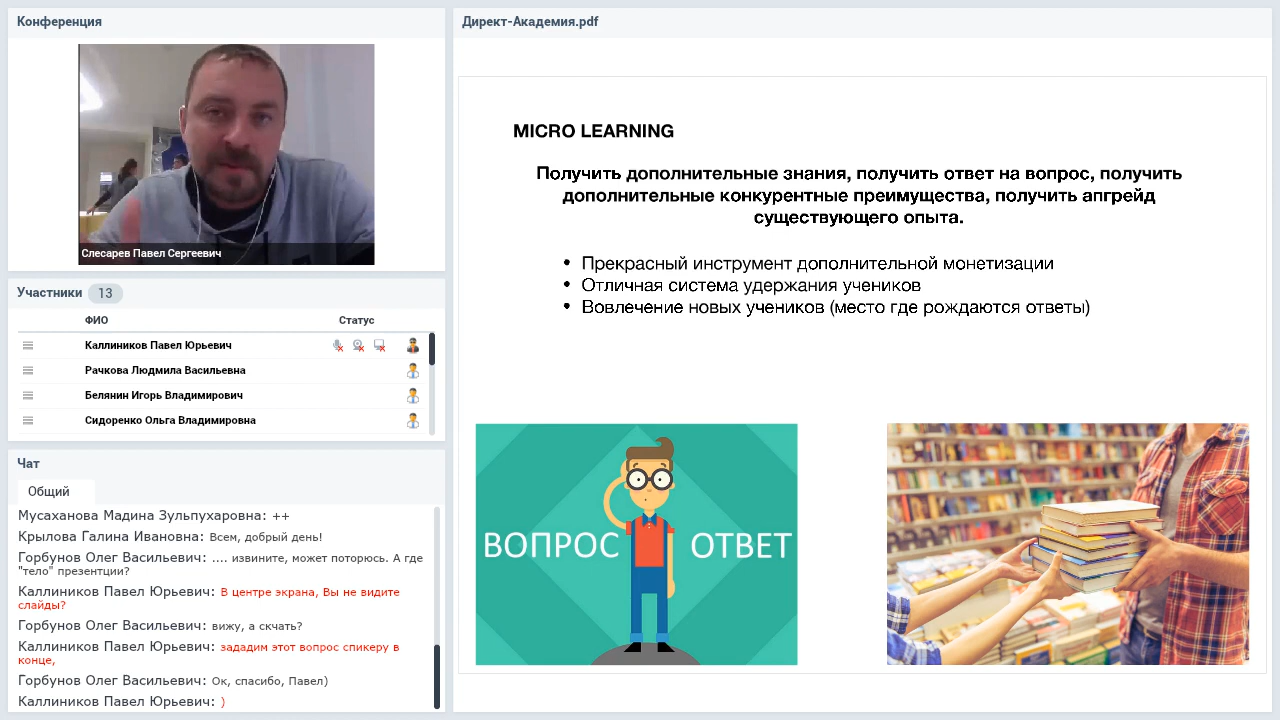 Конференция
Слесарев Павел Сергеевич
Участники 13
ФИО Статус
Каллиников Павел Юрьевич
Рачкова Людмила Васильевна
Белянин Игорь Владимирович
Сидоренко Ольга Владимировна
Чат
Общий
Мусаханова Мадина Зульпухаровна: ++
Крылова Галина Ивановна: Всем, добрый день!
Горбунов Олег Васильевич: .... извините, может поторюсь. А где
"тело" презентции?
Каллиников Павел Юрьевич: В центре экрана, Вы не видите
слайды?
Горбунов Олег Васильевич: вижу, а скчать?
Каллиников Павел Юрьевич: зададим этот вопрос спикеру в
конце,
Горбунов Олег Васильевич: Ок, спасибо, Павел)
Каллиников Павел Юрьевич: )
Директ-Академия.pdf
MICRO LEARNING
Получить дополнительные знания, получить ответ на вопрос, получить
дополнительные конкурентные преимущества, получить апгрейд
существующего опыта.
• Прекрасный инструмент дополнительной монетизации
• Отличная система удержания учеников
• Вовлечение новых учеников (место где рождаются ответы)
ВОПРОС ОТВЕТ